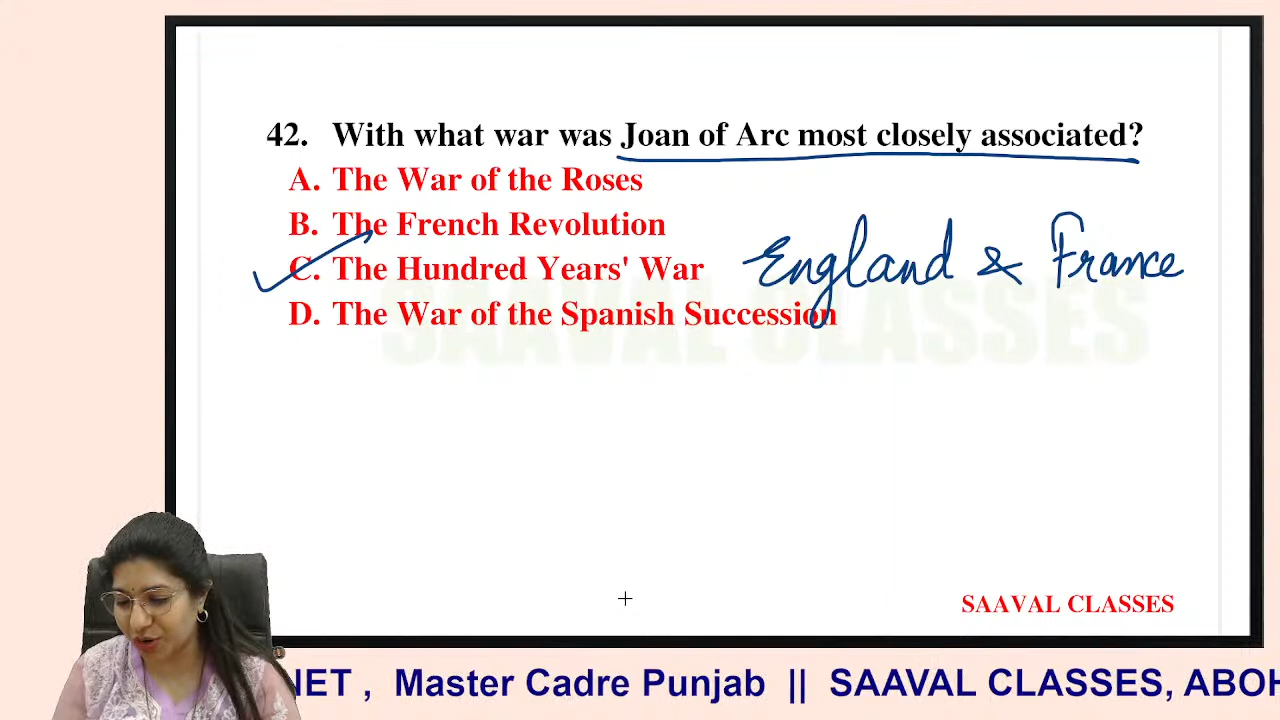 42. With what war was Joan of Arc most closely associated?
A. The War of the Roses
B. The French Revolution
C. The Hundred Years' War
England & France
D. The War of the Spanish Succession
SAAVAL CLASSES
SAAVAL CLASSES
NET , Master Cadre Punjab || SAAVAL CLASSES, ABOH